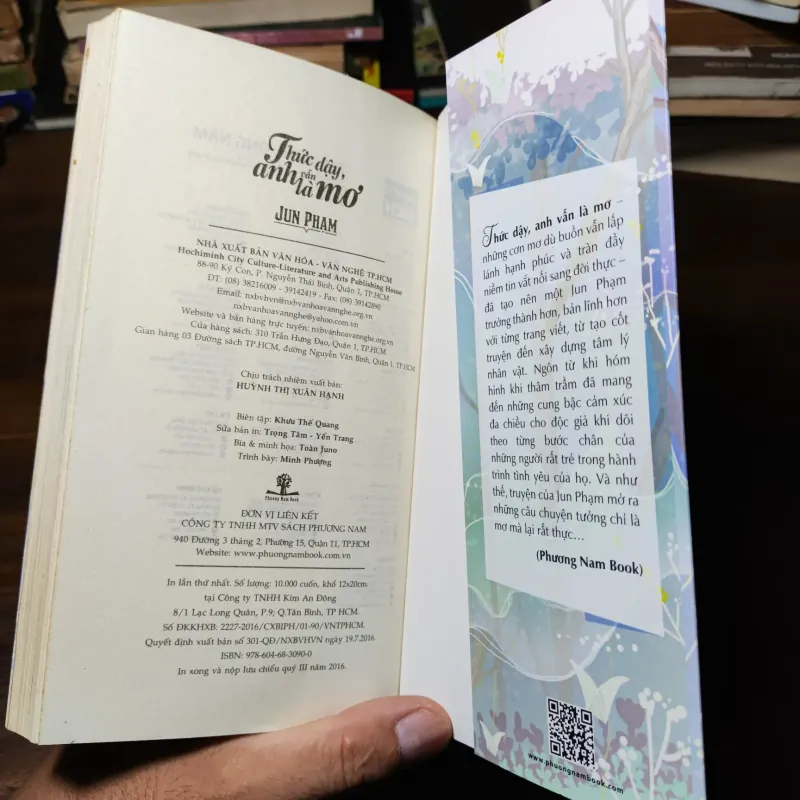 Thức dậy,
anh vẫn
là mơ
JUN PHẠM
NHÀ XUẤT BẢN VĂN HÓA - VĂN NGHỆ TP.HCM
Hochiminh City Culture-Literature and Arts Publishing House
88-90 Ký Con, P. Nguyễn Thái Bình, Quận 1, TP.HCM
ĐT: (08) 38216009 - 39142419 - Fax: (08) 39142890
Email: nxbvhvn@nxbvanhoavannghe.org.vn
nxbvanhoavannghe@yahoo.com.vn
Website và bán hàng trực tuyến: nxbvanhoavannghe.org.vn
Cửa hàng sách: 310 Trần Hưng Đạo, Quận 1, TP.HCM
Gian hàng 03 Đường sách TP.HCM, đường Nguyễn Văn Bình, Quận 1, TP.HCM
Chịu trách nhiệm xuất bản:
HUỲNH THỊ XUÂN HẠNH
Biên tập: Khưu Thế Quang
Sửa bản in: Trọng Tâm - Yến Trang
Bìa & minh họa: Toàn Juno
Trình bày: Minh Phượng
Phuong Nam Book
ĐƠN VỊ LIÊN KẾT
CÔNG TY TNHH MTV SÁCH PHƯƠNG NAM
940 Đường 3 tháng 2, Phường 15, Quận 11, TP.HCM
Website: www.phuongnambook.com.vn
In lần thứ nhất. Số lượng: 10.000 cuốn, khổ 12x20cm.
tại Công ty TNHH Kim An Đông
8/1 Lạc Long Quân, P.9; Q.Tân Bình, TP HCM.
Số ĐKKHXB: 2227-2016/CXBIPH/01-90/VNTPHCM.
Quyết định xuất bản số 301-QĐ/NXBVHVN ngày 19.7.2016.
ISBN: 978-604-68-3090-0
In xong và nộp lưu chiểu quý III năm 2016.
Thức dậy, anh vẫn là mơ –
những cơn mơ dù buồn vẫn lấp
lánh hạnh phúc và tràn đầy
niềm tin vắt nối sang đời thực –
đã tạo nên một Jun Phạm
trưởng thành hơn, bản lĩnh hơn
với từng trang viết, từ tạo cốt
truyện đến xây dựng tâm lý
nhân vật. Ngôn từ khi hóm
hỉnh khi thâm trầm đã mang
đến những cung bậc cảm xúc
đa chiều cho độc giả khi dõi
theo từng bước chân của
những người rất trẻ trong hành
trình tình yêu của họ. Và như
thế, truyện của Jun Phạm mở ra
những câu chuyện tưởng chỉ là
mơ mà lại rất thực...
(Phương Nam Book)
www.phuongnambook.com